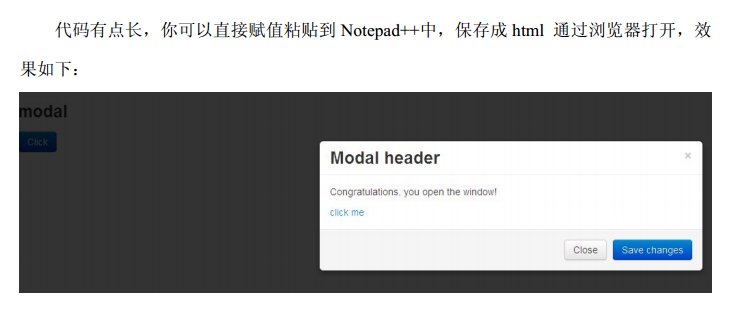 代码有点长，你可以直接赋值粘贴到 Notepad++中，保存成 html 通过浏览器打开，效
果如下：
modal
Click
Modal header ×
Congratulations, you open the window!
click me
Close Save changes